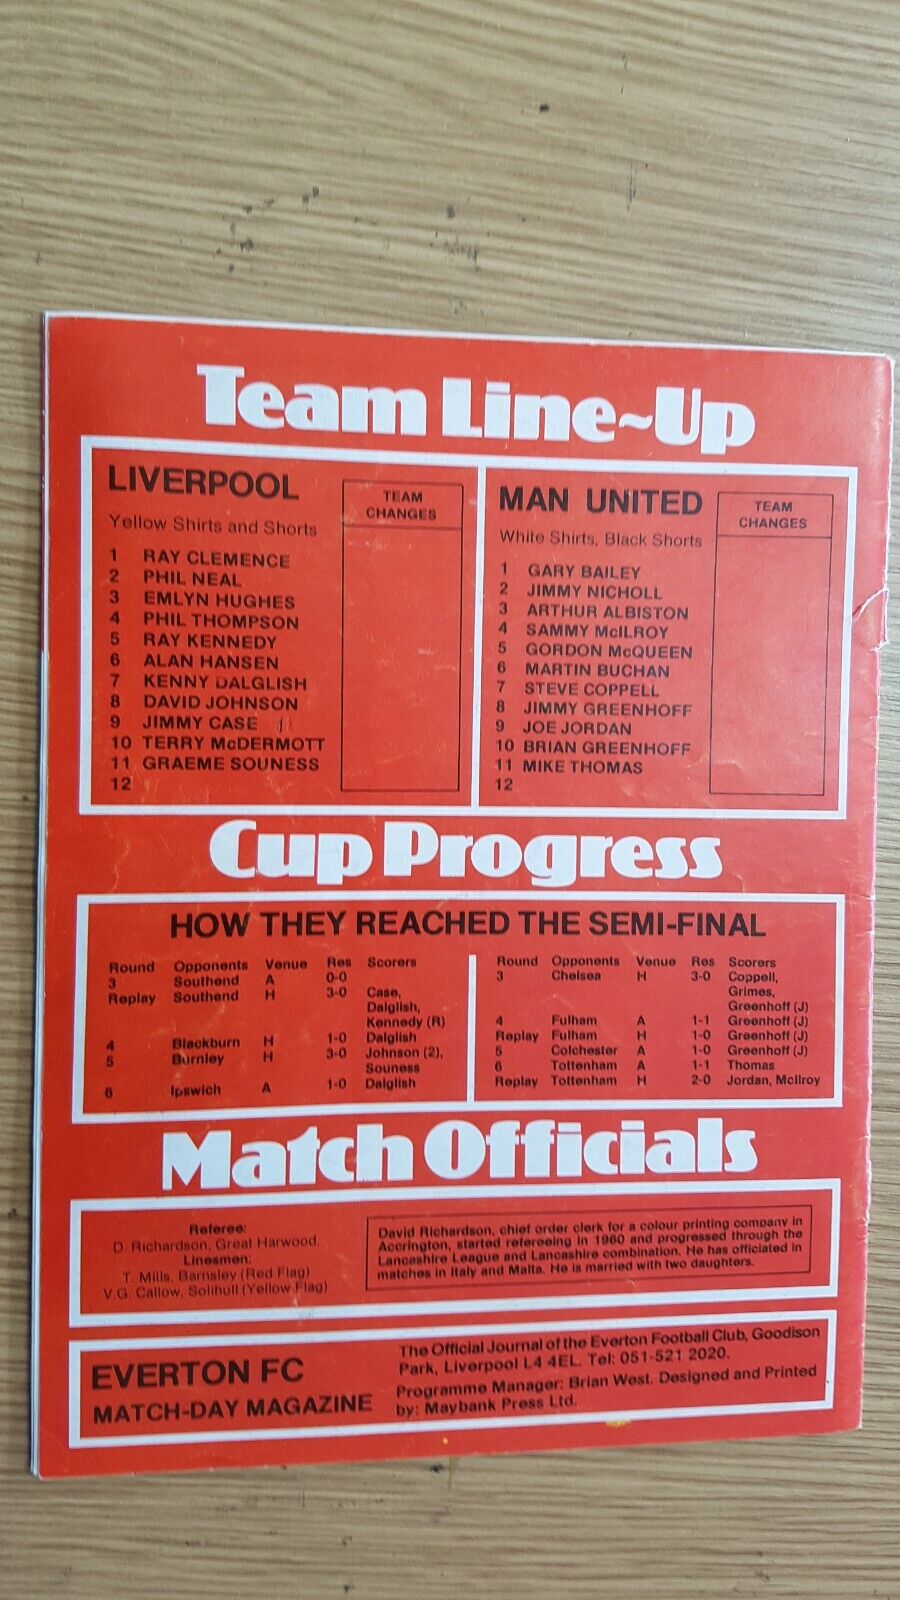 Team Line~Up
LIVERPOOL
Yellow Shirts and Shorts
1 RAY CLEMENCE
2 PHIL NEAL
3 EMLYN HUGHES
4 PHIL THOMPSON
5 RAY KENNEDY
6 ALAN HANSEN
7 KENNY DALGLISH
8 DAVID JOHNSON
9 JIMMY CASE 11
10 TERRY McDERMOTT
11 GRAEME SOUNESS
12
TEAM
CHANGES
MAN UNITED
White Shirts, Black Shorts
1 GARY BAILEY
2 JIMMY NICHOLL
3 ARTHUR ALBISTON
4 SAMMY McILROY
5 GORDON McQUEEN
6 MARTIN BUCHAN
7 STEVE COPPELL
8 JIMMY GREENHOFF
9 JOE JORDAN
10 BRIAN GREENHOFF
11 MIKE THOMAS
12
TEAM
CHANGES
Cup Progress
HOW THEY REACHED THE SEMI-FINAL
Round Opponents Venue Res Scorers
3 Southend A 0-0
Replay Southend H 3-0 Case,
Dalglish,
Kennedy (R)
4 Blackburn H 1-0 Dalglish
5 Burnley H 3-0 Johnson (2),
Souness
6 Ipswich A 1-0 Dalglish
Round Opponents Venue Res Scorers
3 Chelsea H 3-0 Coppell,
Grimes,
Greenhoff (J)
4 Fulham A 1-1 Greenhoff (J)
Replay Fulham H 1-0 Greenhoff (J)
5 Colchester A 1-0 Greenhoff (J)
6 Tottenham A 1-1 Thomas
Replay Tottenham H 2-0 Jordan, McIlroy
Match Officials
Referee:
D. Richardson, Great Harwood.
Linesmen:
T. Mills, Barnsley (Red Flag)
V.G. Callow, Solihull (Yellow Flag)
David Richardson, chief order clerk for a colour printing company in
Accrington, started refereeing in 1960 and progressed through the
Lancashire League and Lancashire combination. He has officiated in
matches in Italy and Malta. He is married with two daughters.
EVERTON FC
MATCH-DAY MAGAZINE
The Official Journal of the Everton Football Club, Goodison
Park, Liverpool L4 4EL. Tel: 051-521 2020.
Programme Manager: Brian West. Designed and Printed
by: Maybank Press Ltd.